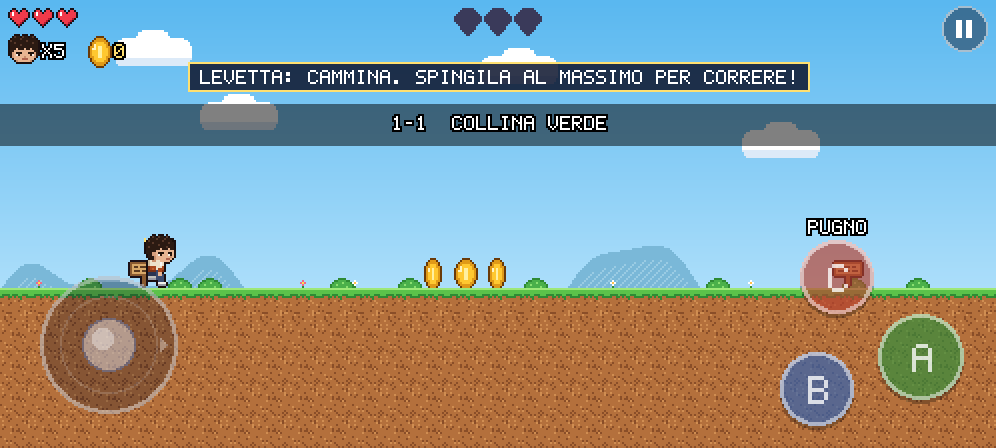 X5
0
LEVETTA: CAMMINA. SPINGILA AL MASSIMO PER CORRERE!
1-1 COLLINA VERDE
PUGNO
A
B